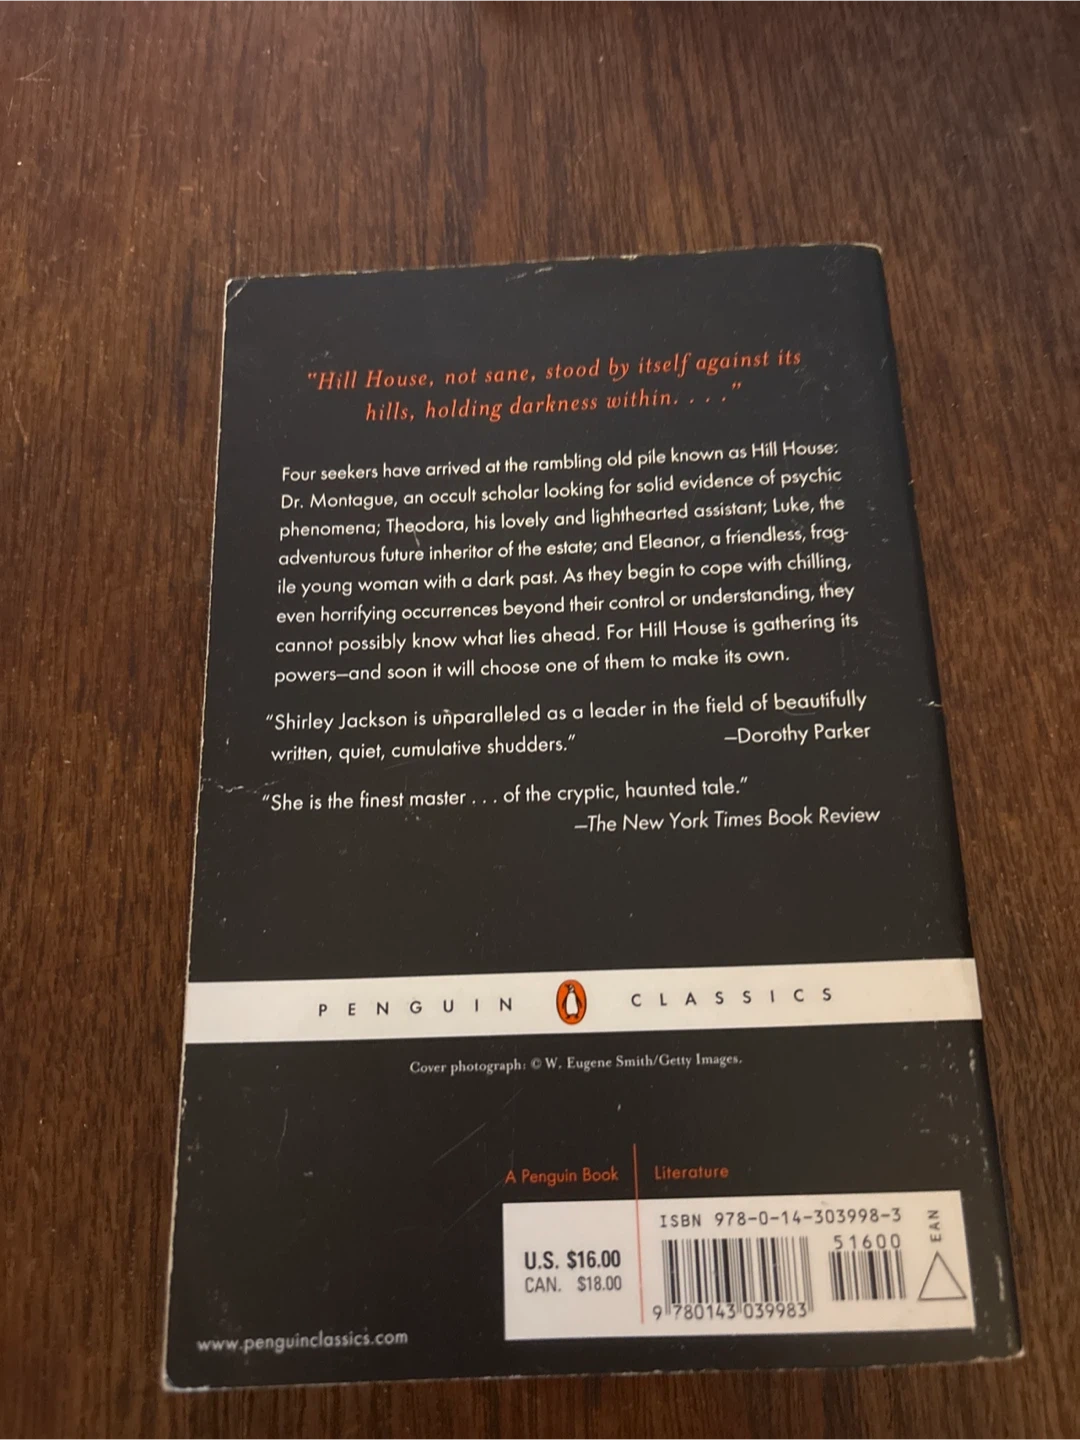 "Hill House, not sane, stood by itself against its
hills, holding darkness within. . . ."
Four seekers have arrived at the rambling old pile known as Hill House:
Dr. Montague, an occult scholar looking for solid evidence of psychic
phenomena; Theodora, his lovely and lighthearted assistant; Luke, the
adventurous future inheritor of the estate; and Eleanor, a friendless, frag-
ile young woman with a dark past. As they begin to cope with chilling,
even horrifying occurrences beyond their control or understanding, they
cannot possibly know what lies ahead. For Hill House is gathering its
powers—and soon it will choose one of them to make its own.
"Shirley Jackson is unparalleled as a leader in the field of beautifully
written, quiet, cumulative shudders." —Dorothy Parker
"She is the finest master . . . of the cryptic, haunted tale."
—The New York Times Book Review
PENGUIN CLASSICS
Cover photograph: © W. Eugene Smith/Getty Images.
A Penguin Book Literature
ISBN 978-0-14-303998-3
EAN
51600
U.S. $16.00
CAN. $18.00
9 780143 039983
www.penguinclassics.com